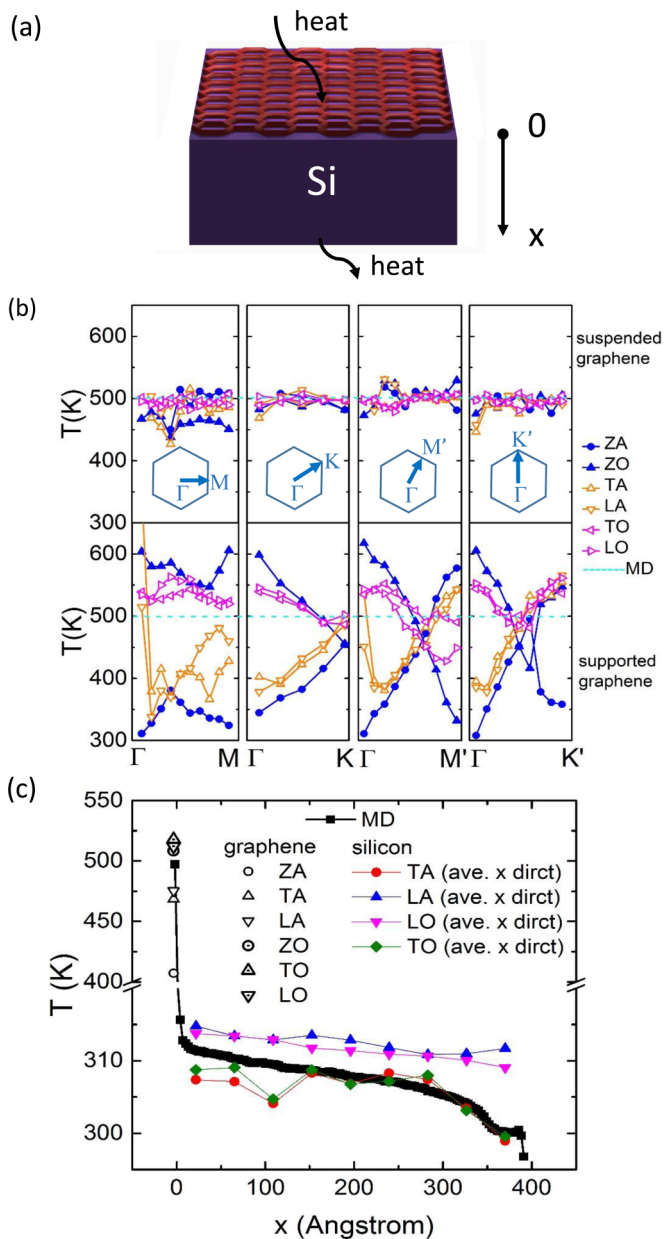 (a)
heat
0
Si
x
heat
(b)
600
500
400
300
T(K)
suspended
graphene
Γ
M
Γ
K
Γ
M′
Γ
K′
ZA
ZO
TA
LA
TO
LO
MD
600
500
400
300
T(K)
supported
graphene
Γ M Γ K Γ M′ Γ K′
(c)
550
525
500
475
400
310
300
T (K)
MD
graphene silicon
ZA TA (ave. x dirct)
TA LA (ave. x dirct)
LA LO (ave. x dirct)
ZO TO (ave. x dirct)
TO
LO
0 100 200 300 400
x (Angstrom)